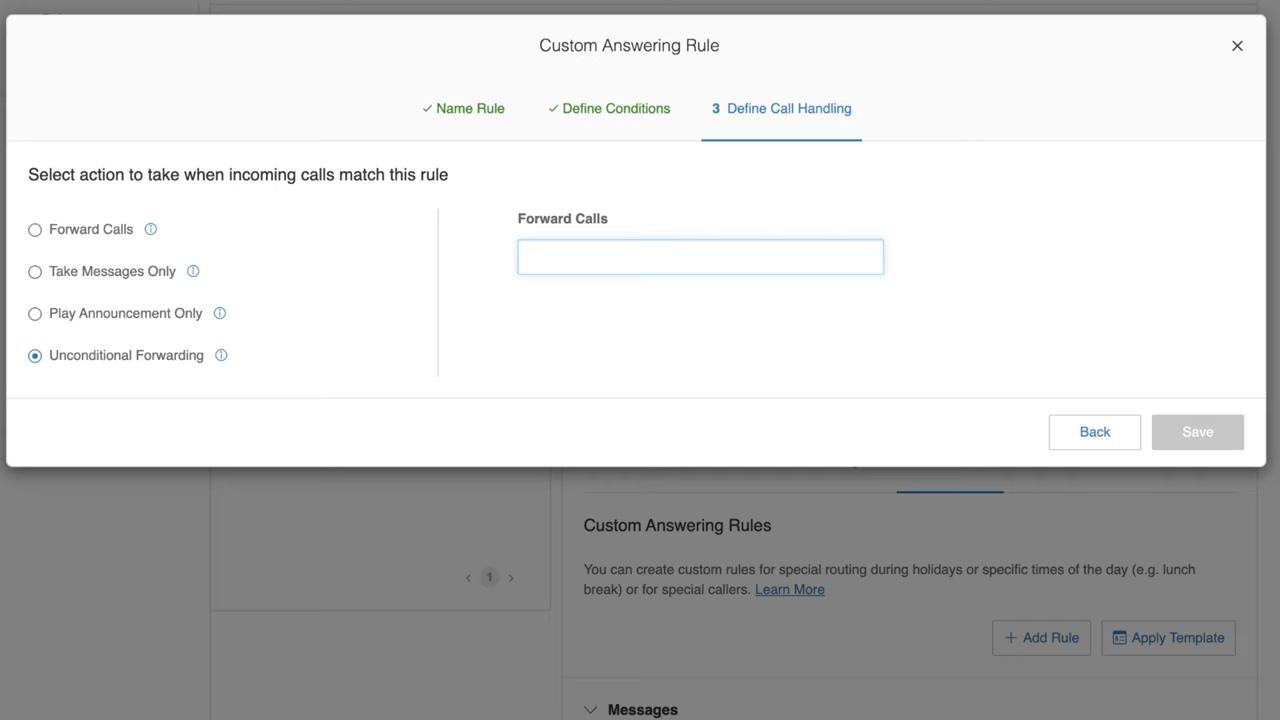 Custom Answering Rule
Name Rule
Define Conditions
3 Define Call Handling
Select action to take when incoming calls match this rule
Forward Calls
Take Messages Only
Play Announcement Only
Unconditional Forwarding
Forward Calls
Back
Save
1
Custom Answering Rules
You can create custom rules for special routing during holidays or specific times of the day (e.g. lunch
break) or for special callers. Learn More
Add Rule
Apply Template
Messages